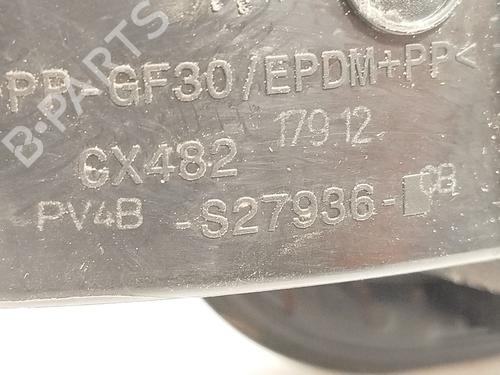 B-PARTS
PP-GF30/EPDM+PP<
17912
CX482
PV4B -S27936- CB